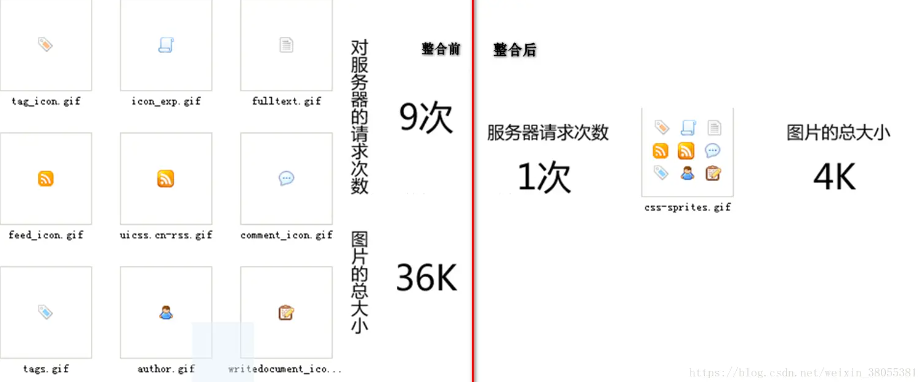 tag_icon.gif
icon_exp.gif
fulltext.gif
feed_icon.gif
uicss.cn-rss.gif
comment_icon.gif
tags.gif
author.gif
writedocument_ico...
对服务器的请求次数
图片的总大小
整合前
9次
36K
整合后
服务器请求次数
1次
css-sprites.gif
图片的总大小
4K
https://blog.csdn.net/weixin_38055381